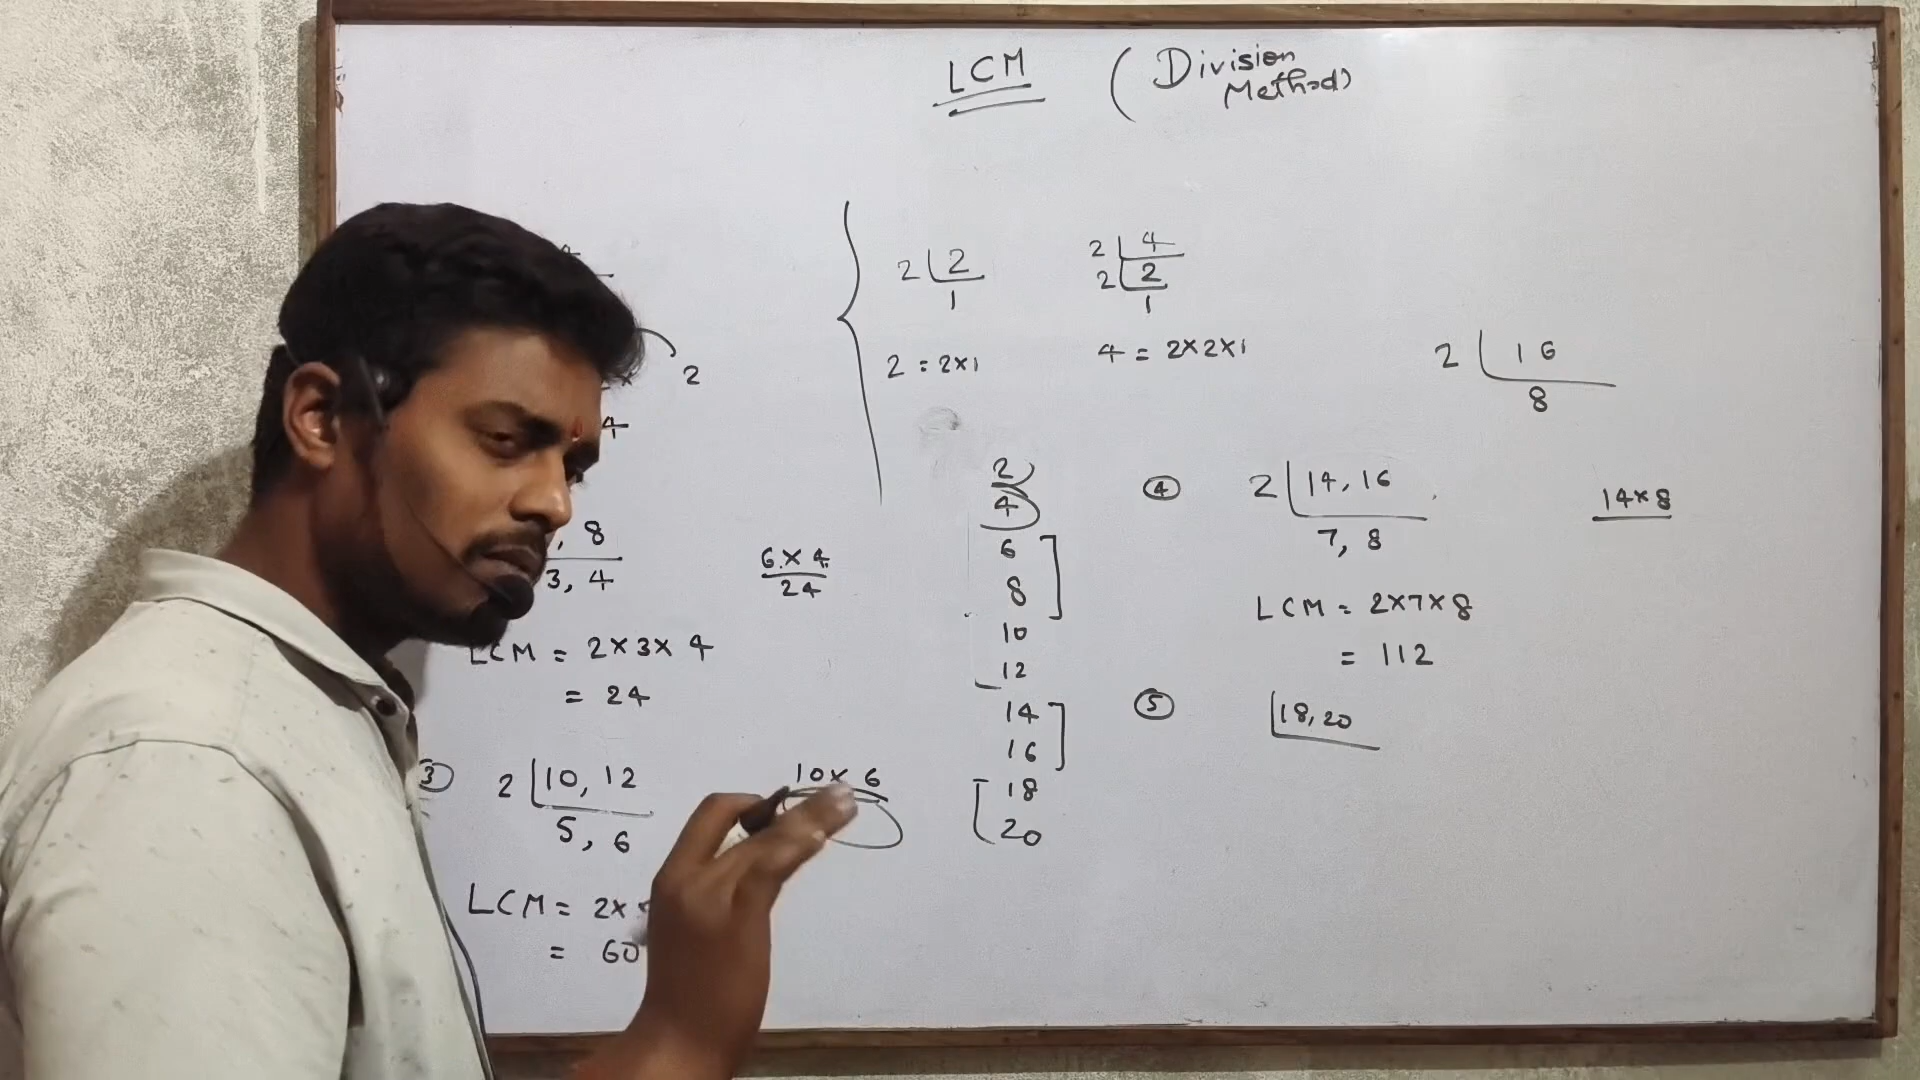 LCM (Division
Method)
2 | 2
1
2 = 2×1
2 | 4
2 | 2
1
4 = 2×2×1
2 | 16
8
2
4
, 8
3, 4
6×4
24
LCM = 2×3×4
= 24
3 2 | 10, 12
5, 6
10×6
LCM = 2×
= 60
2
4
6
8
10
12
14
16
18
20
4 2 | 14, 16
7, 8
14×8
LCM = 2×7×8
= 112
5 | 18, 20